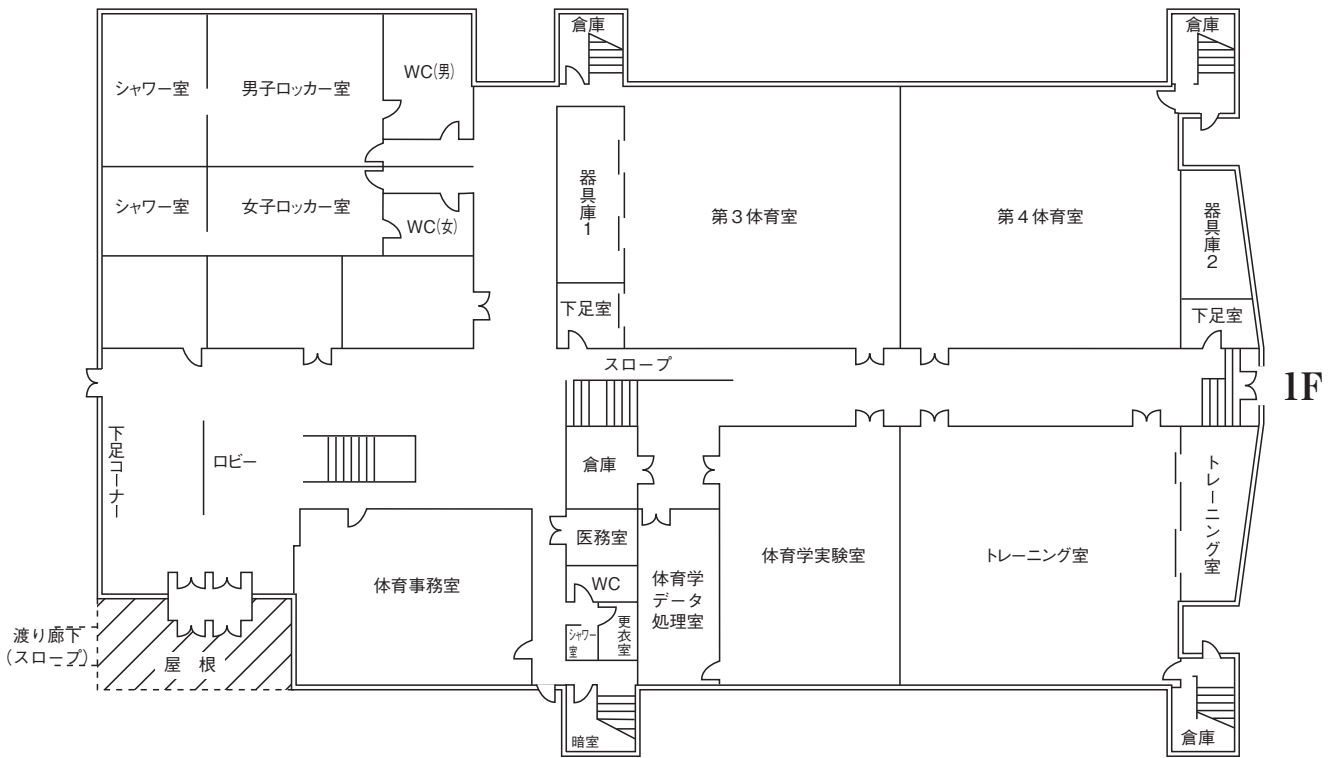 倉庫
倉庫
シャワー室
男子ロッカー室
WC(男)
器具庫1
第3体育室
第4体育室
器具庫2
シャワー室
女子ロッカー室
WC(女)
下足室
下足室
スロープ
1F
下足コーナー
ロビー
倉庫
トレーニング室
医務室
体育学実験室
トレーニング室
体育事務室
WC
体育学
データ
処理室
シャワー
室
更衣室
渡り廊下
(スロープ)
屋根
暗室
倉庫